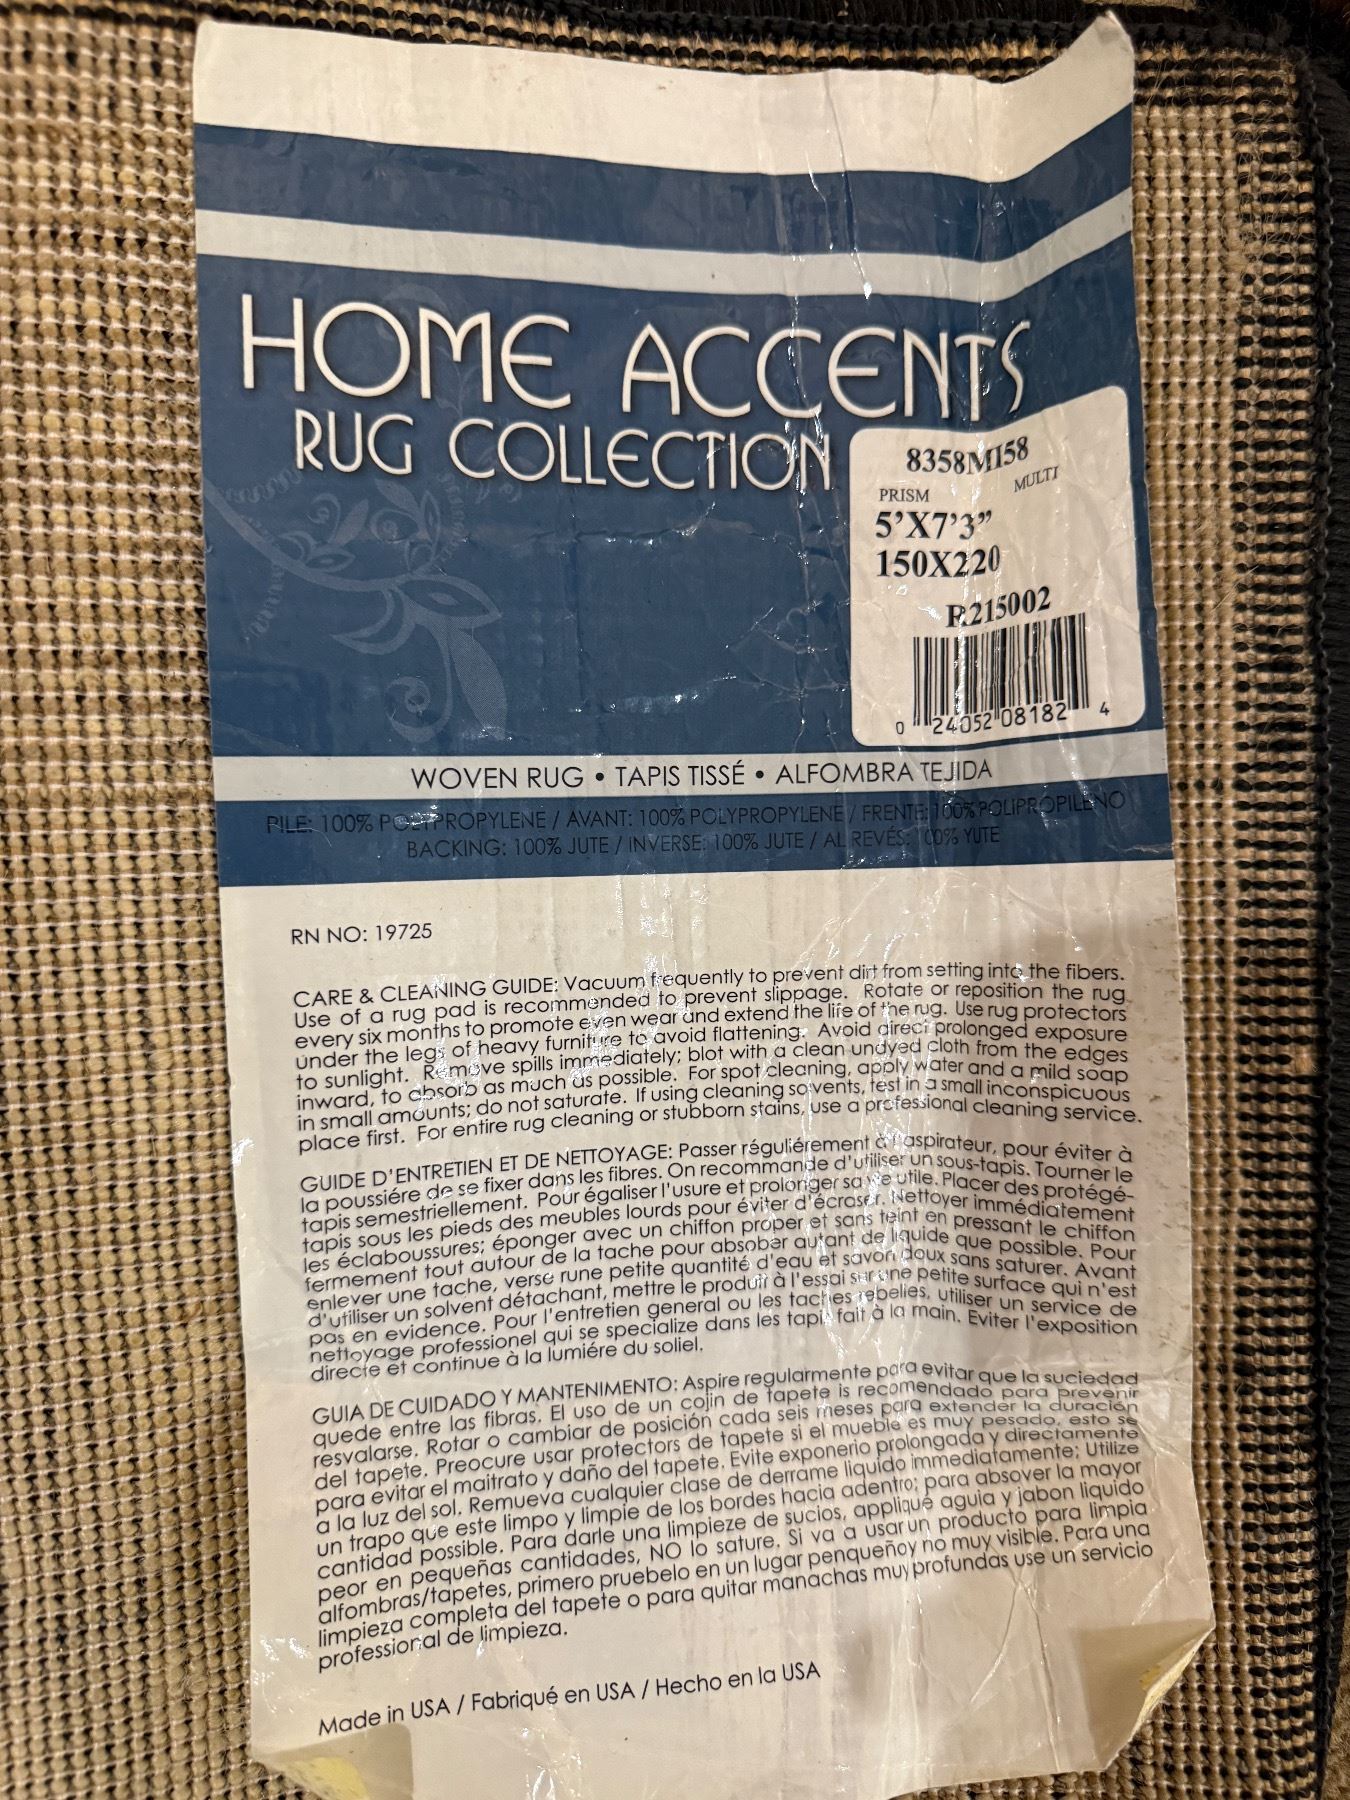 HOME ACCENTS
RUG COLLECTION
8358M158
PRISM MULTI
5'X7'3"
150X220
R215002
0 24052 08182 4
WOVEN RUG • TAPIS TISSÉ • ALFOMBRA TEJIDA
PILE: 100% POLYPROPYLENE / AVANT: 100% POLYPROPYLENE / FRENTE: 100% POLIPROPILENO
BACKING: 100% JUTE / INVERSE: 100% JUTE / AL REVÉS: 100% YUTE
RN NO: 19725
CARE & CLEANING GUIDE: Vacuum frequently to prevent dirt from setting into the fibers.
Use of a rug pad is recommended to prevent slippage. Rotate or reposition the rug
every six months to promote even wear and extend the life of the rug. Use rug protectors
under the legs of heavy furniture to avoid flattening. Avoid direct prolonged exposure
to sunlight. Remove spills immediately; blot with a clean undyed cloth from the edges
inward, to absorb as much as possible. For spot cleaning, apply water and a mild soap
in small amounts; do not saturate. If using cleaning solvents, test in a small inconspicuous
place first. For entire rug cleaning or stubborn stains, use a professional cleaning service.
GUIDE D'ENTRETIEN ET DE NETTOYAGE: Passer réguliérement à l'aspirateur, pour éviter à
la poussiére de se fixer dans les fibres. On recommande d'utiliser un sous-tapis. Tourner le
tapis semestriellement. Pour égaliser l'usure et prolonger sa vie utile. Placer des protégé-
tapis sous les pieds des meubles lourds pour éviter d'écraser. Nettoyer immédiatement
les éclaboussures; éponger avec un chiffon proper et sans teint en pressant le chiffon
fermement tout autour de la tache pour absober autant de liquide que possible. Pour
enlever une tache, verse rune petite quantité d'eau et savon doux sans saturer. Avant
d'utiliser un solvent détachant, mettre le produit à l'essai sur une petite surface qui n'est
pas en evidence. Pour l'entretien general ou les taches rebelles, utiliser un service de
nettoyage professionel qui se specialize dans les tapis fait à la main. Eviter l'exposition
directe et continue à la lumiére du soliel.
GUIA DE CUIDADO Y MANTENIMENTO: Aspire regularmente para evitar que la suciedad
quede entre las fibras. El uso de un cojin de tapete is recomendado para prevenir
resvalarse. Rotar o cambiar de posición cada seis meses para extender la duración
del tapete. Preocure usar protectors de tapete si el mueble es muy pesado, esto se
para evitar el maitrato y daño del tapete. Evite exponerio prolongada y directamente
a la luz del sol. Remueva cualquier clase de derrame liquido immediatamente; Utilize
un trapo que este limpo y limpie de los bordes hacia adentro; para absover la mayor
cantidad possible. Para darle una limpieze de sucios, appliqué aguia y jabon liquido
peor en pequeñas cantidades, NO lo sature. Si va a usar un producto para limpia
alfombras/tapetes, primero pruebelo en un lugar penqueñoy no muy visible. Para una
limpieza completa del tapete o para quitar manachas muy profundas use un servicio
professional de limpieza.
Made in USA / Fabriqué en USA / Hecho en la USA